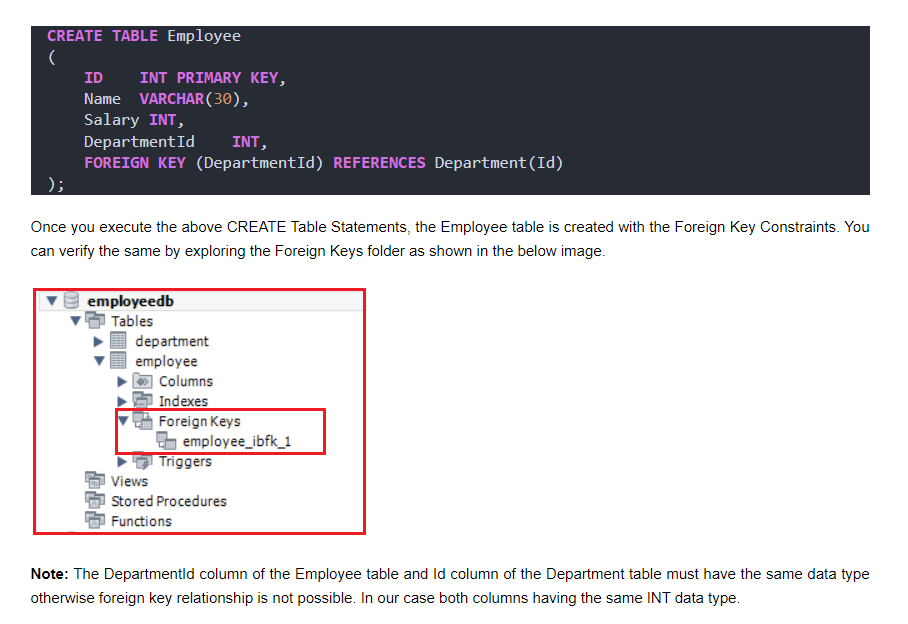 CREATE TABLE Employee
(
ID INT PRIMARY KEY,
Name VARCHAR(30),
Salary INT,
DepartmentId INT,
FOREIGN KEY (DepartmentId) REFERENCES Department(Id)
);
Once you execute the above CREATE Table Statements, the Employee table is created with the Foreign Key Constraints. You
can verify the same by exploring the Foreign Keys folder as shown in the below image.
employeedb
Tables
department
employee
Columns
Indexes
Foreign Keys
employee_ibfk_1
Triggers
Views
Stored Procedures
Functions
Note: The DepartmentId column of the Employee table and Id column of the Department table must have the same data type
otherwise foreign key relationship is not possible. In our case both columns having the same INT data type.